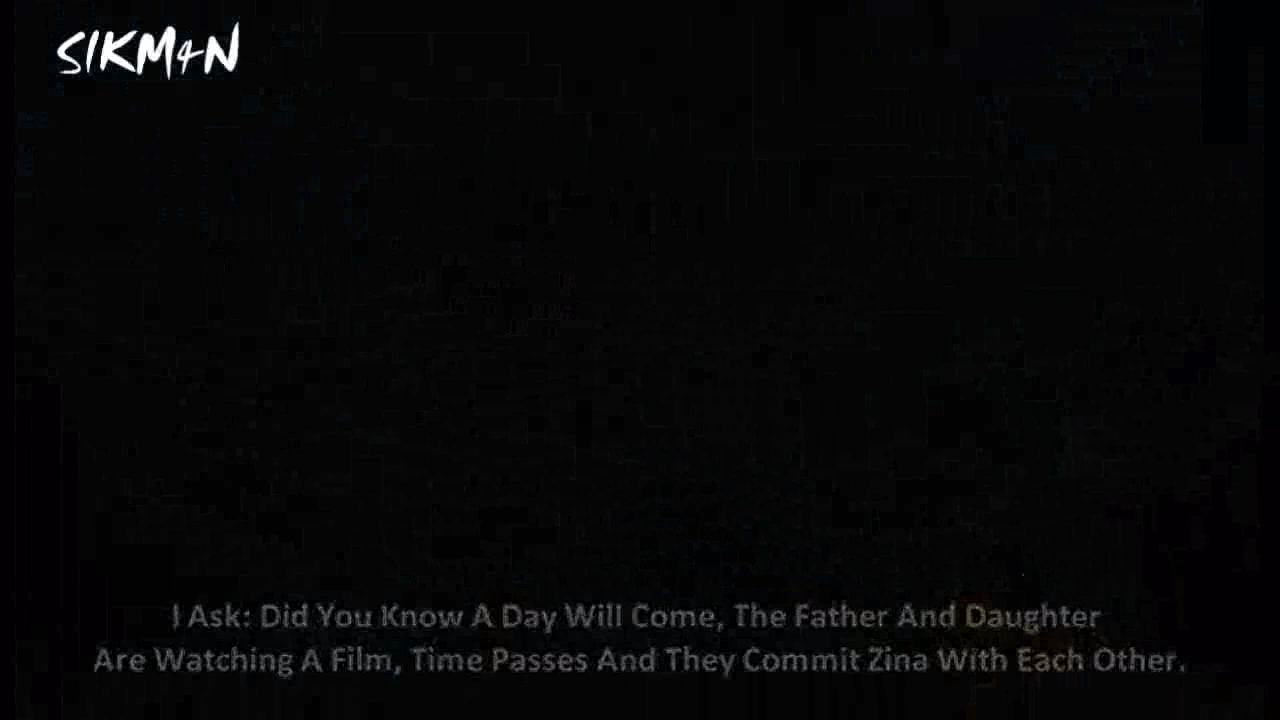 SIKM4N
I Ask: Did You Know A Day Will Come, The Father And Daughter
Are Watching A Film, Time Passes And They Commit Zina With Each Other.